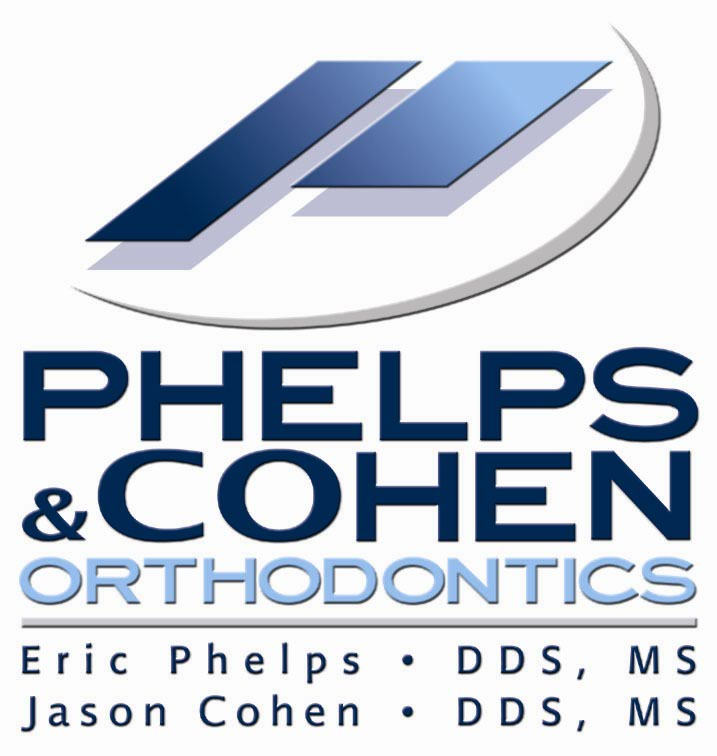 PHELPS
& COHEN
ORTHODONTICS
Eric Phelps • DDS, MS
Jason Cohen • DDS, MS